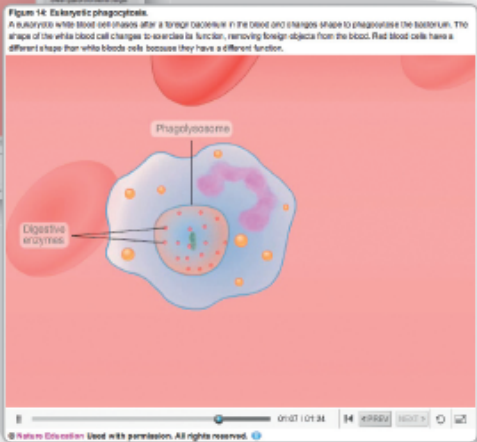 Figure 14: Eukaryotic phagocytosis.
A eukaryotic white blood cell chases after a foreign bacterium in the blood and changes shape to phagocytose the bacterium. The
shape of the white blood cell changes to exercise its function, removing foreign objects from the blood. Red blood cells have a
different shape than white bloods cells because they have a different function.
Phagolysosome
Digestive
enzymes
01:07 | 01:34 <PREV NEXT>
© Nature Education Used with permission. All rights reserved.